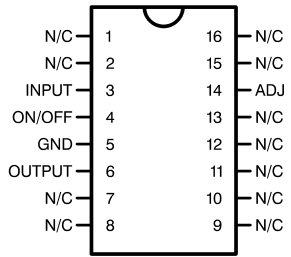 N/C 1 16 N/C
N/C 2 15 N/C
INPUT 3 14 ADJ
ON/OFF 4 13 N/C
GND 5 12 N/C
OUTPUT 6 11 N/C
N/C 7 10 N/C
N/C 8 9 N/C